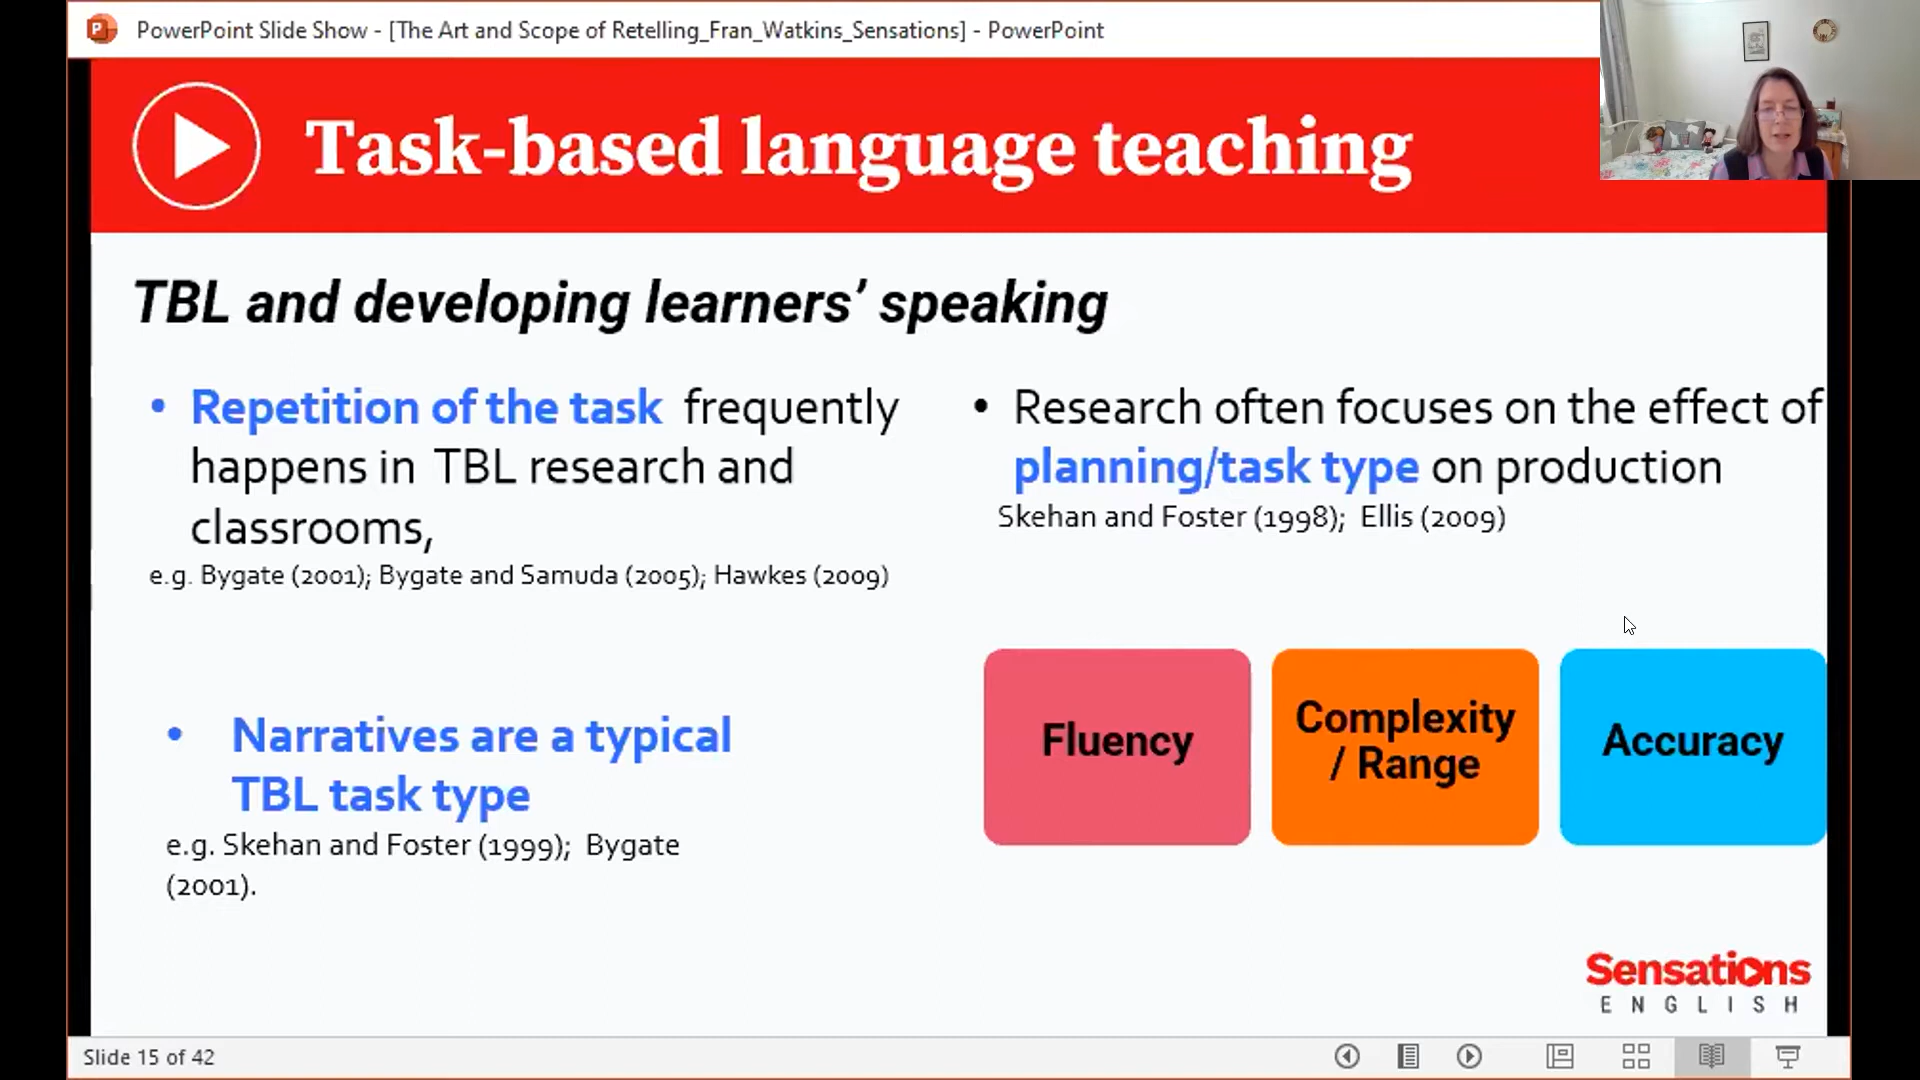 PowerPoint Slide Show - [The Art and Scope of Retelling_Fran_Watkins_Sensations] - PowerPoint
Task-based language teaching
TBL and developing learners’ speaking
• Repetition of the task frequently
happens in TBL research and
classrooms,
e.g. Bygate (2001); Bygate and Samuda (2005); Hawkes (2009)
• Narratives are a typical
TBL task type
e.g. Skehan and Foster (1999); Bygate
(2001).
• Research often focuses on the effect of
planning/task type on production
Skehan and Foster (1998); Ellis (2009)
Fluency
Complexity
/ Range
Accuracy
Sensations
ENGLISH
Slide 15 of 42